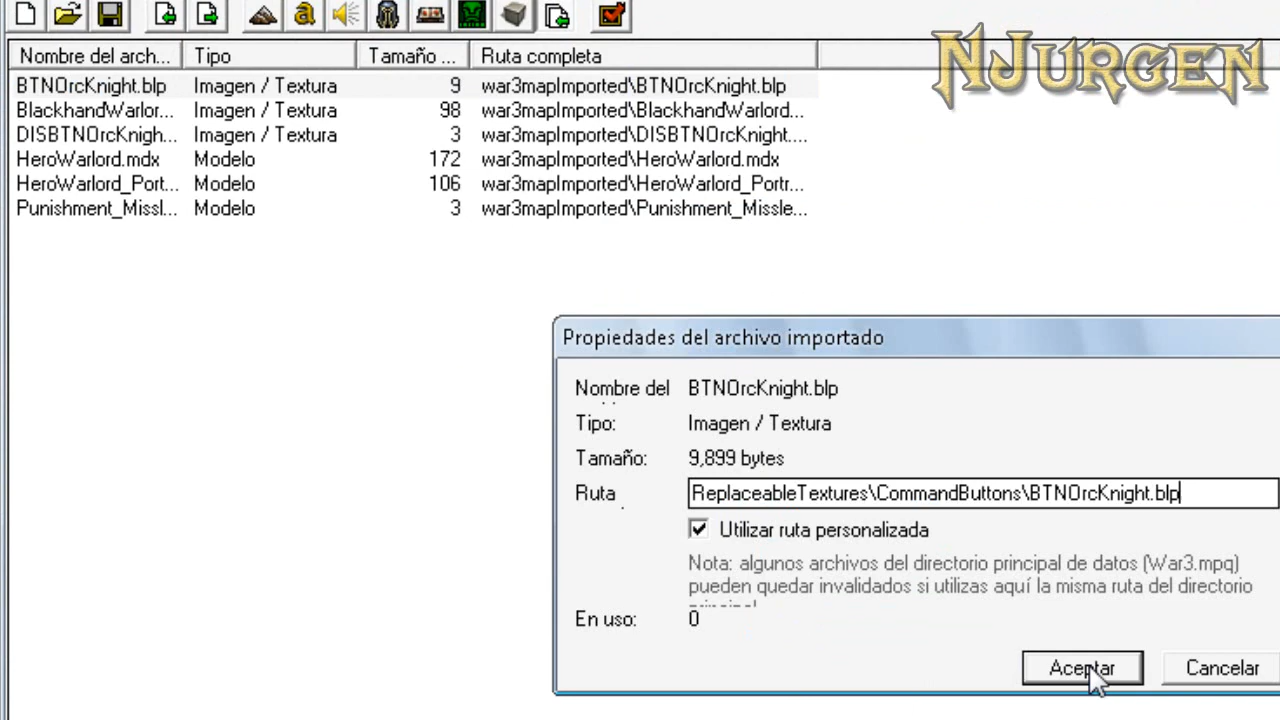 NJURGEN
Nombre del arch... Tipo Tamaño ... Ruta completa
BTNOrcKnight.blp Imagen / Textura 9 war3mapImported\BTNOrcKnight.blp
BlackhandWarlor... Imagen / Textura 98 war3mapImported\BlackhandWarlord...
DISBTNOrcKnigh... Imagen / Textura 3 war3mapImported\DISBTNOrcKnight....
HeroWarlord.mdx Modelo 172 war3mapImported\HeroWarlord.mdx
HeroWarlord_Port... Modelo 106 war3mapImported\HeroWarlord_Portr...
Punishment_Missl... Modelo 3 war3mapImported\Punishment_Missle...
Propiedades del archivo importado
Nombre del BTNOrcKnight.blp
Tipo: Imagen / Textura
Tamaño: 9,899 bytes
Ruta ReplaceableTextures\CommandButtons\BTNOrcKnight.blp
Utilizar ruta personalizada
Nota: algunos archivos del directorio principal de datos (War3.mpq)
pueden quedar invalidados si utilizas aquí la misma ruta del directorio
En uso: 0
Aceptar Cancelar